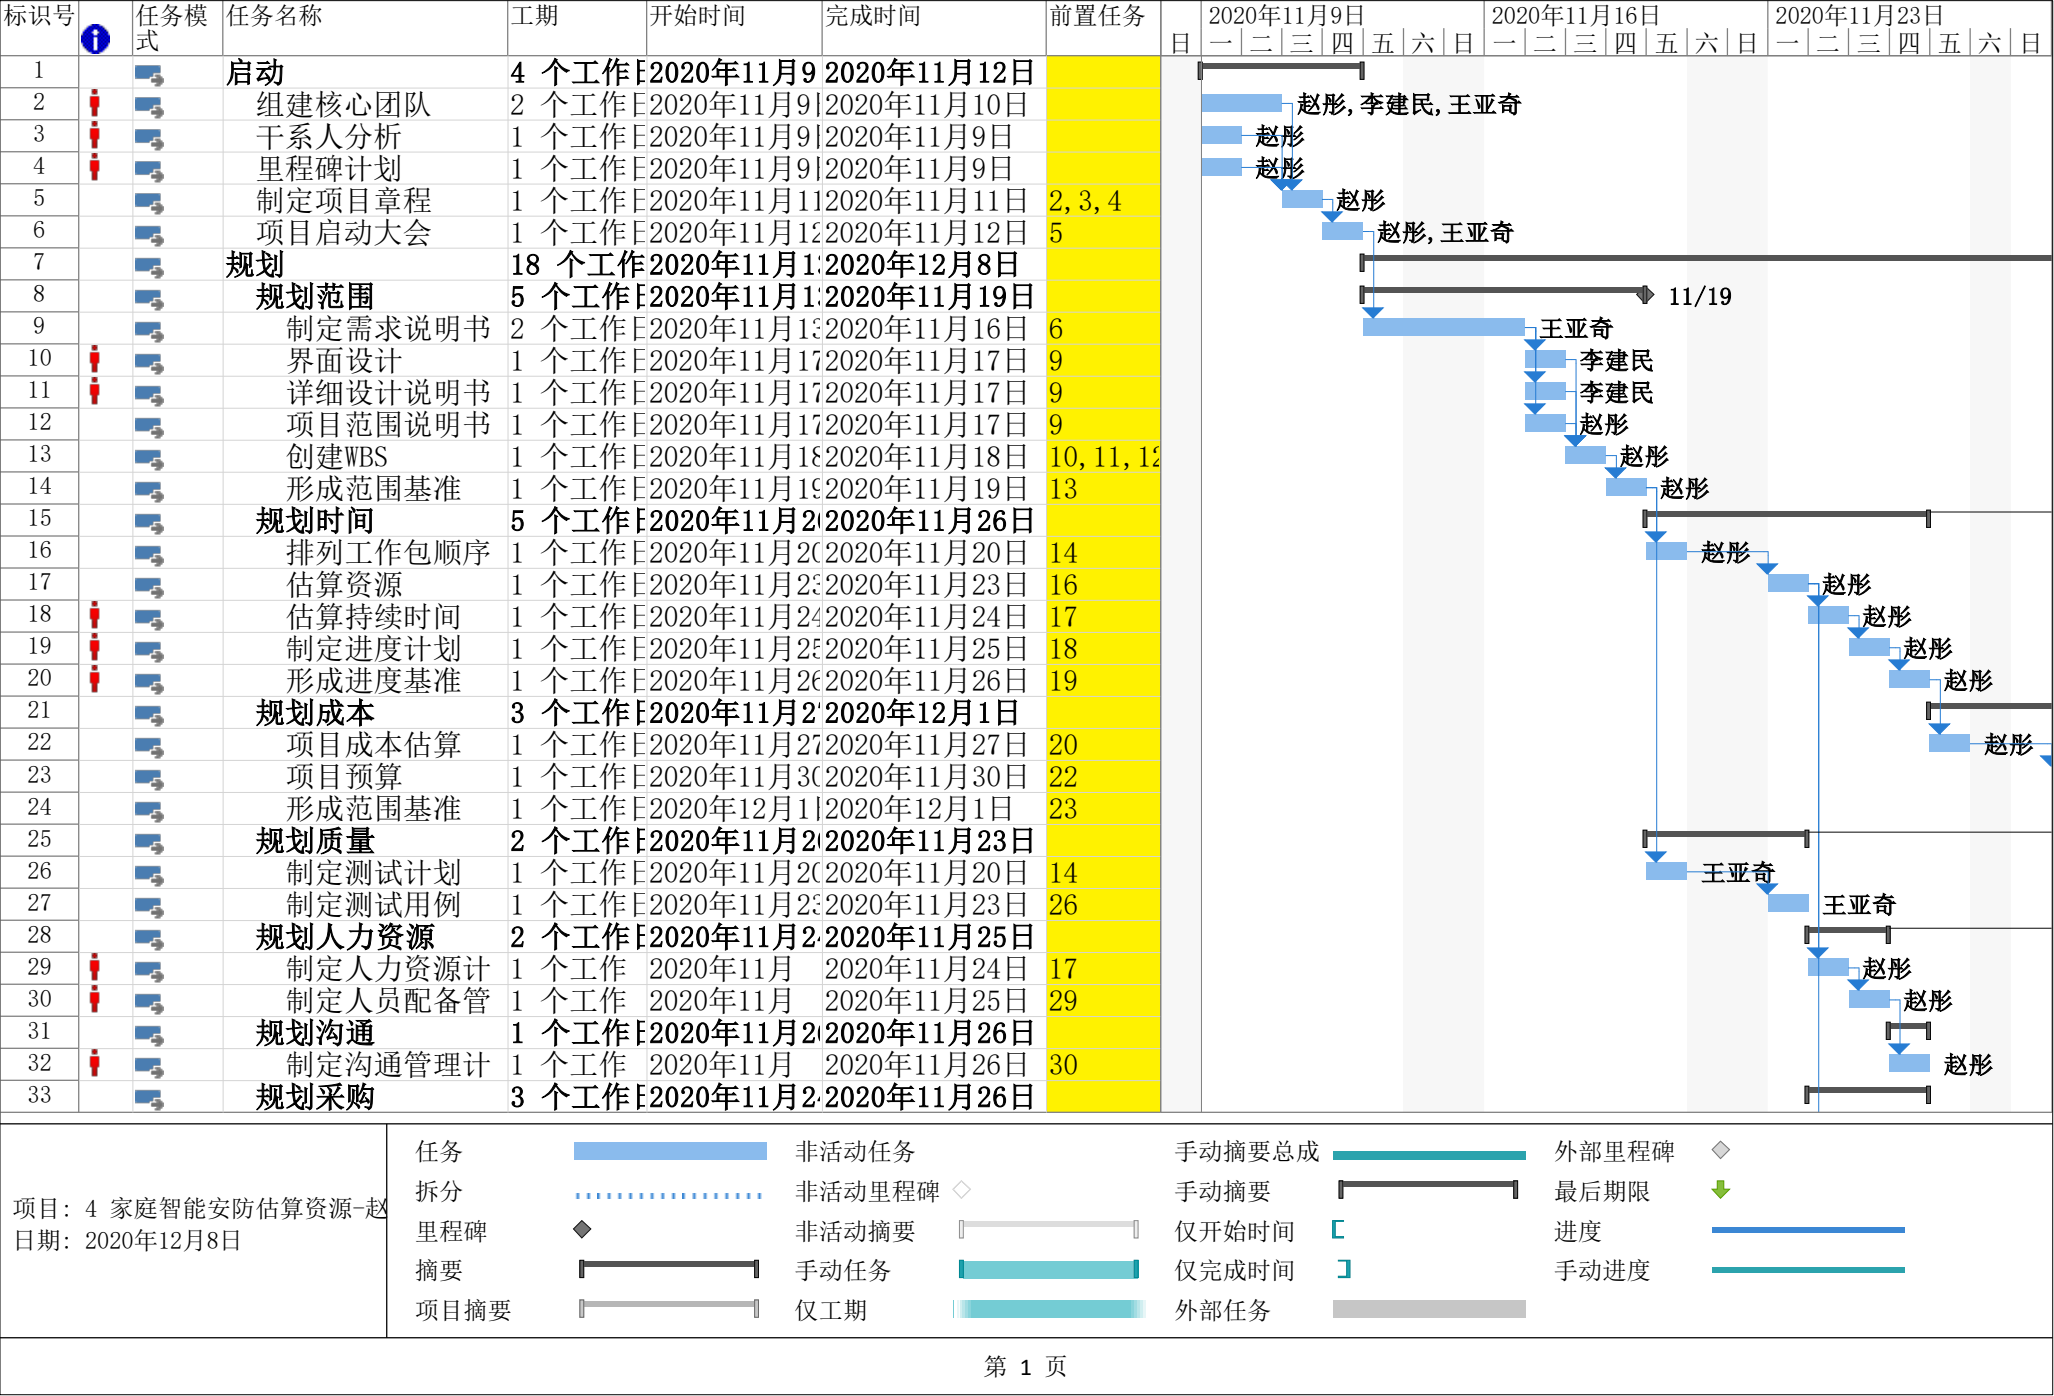 标识号 任务模式 任务名称 工期 开始时间 完成时间 前置任务 2020年11月9日 2020年11月16日 2020年11月23日
日 一 二 三 四 五 六 日 一 二 三 四 五 六 日 一 二 三 四 五 六 日
1 启动 4 个工作日 2020年11月9 2020年11月12日
2 组建核心团队 2 个工作日 2020年11月9日 2020年11月10日 赵彤,李建民,王亚奇
3 干系人分析 1 个工作日 2020年11月9日 2020年11月9日 赵彤
4 里程碑计划 1 个工作日 2020年11月9日 2020年11月9日 赵彤
5 制定项目章程 1 个工作日 2020年11月11 2020年11月11日 2,3,4 赵彤
6 项目启动大会 1 个工作日 2020年11月12 2020年11月12日 5 赵彤,王亚奇
7 规划 18 个工作 2020年11月13 2020年12月8日
8 规划范围 5 个工作日 2020年11月13 2020年11月19日 11/19
9 制定需求说明书 2 个工作日 2020年11月13 2020年11月16日 6 王亚奇
10 界面设计 1 个工作日 2020年11月17 2020年11月17日 9 李建民
11 详细设计说明书 1 个工作日 2020年11月17 2020年11月17日 9 李建民
12 项目范围说明书 1 个工作日 2020年11月17 2020年11月17日 9 赵彤
13 创建WBS 1 个工作日 2020年11月18 2020年11月18日 10,11,12 赵彤
14 形成范围基准 1 个工作日 2020年11月19 2020年11月19日 13 赵彤
15 规划时间 5 个工作日 2020年11月20 2020年11月26日
16 排列工作包顺序 1 个工作日 2020年11月20 2020年11月20日 14 赵彤
17 估算资源 1 个工作日 2020年11月23 2020年11月23日 16 赵彤
18 估算持续时间 1 个工作日 2020年11月24 2020年11月24日 17 赵彤
19 制定进度计划 1 个工作日 2020年11月25 2020年11月25日 18 赵彤
20 形成进度基准 1 个工作日 2020年11月26 2020年11月26日 19 赵彤
21 规划成本 3 个工作日 2020年11月27 2020年12月1日
22 项目成本估算 1 个工作日 2020年11月27 2020年11月27日 20 赵彤
23 项目预算 1 个工作日 2020年11月30 2020年11月30日 22
24 形成范围基准 1 个工作日 2020年12月1日 2020年12月1日 23
25 规划质量 2 个工作日 2020年11月20 2020年11月23日
26 制定测试计划 1 个工作日 2020年11月20 2020年11月20日 14 王亚奇
27 制定测试用例 1 个工作日 2020年11月23 2020年11月23日 26 王亚奇
28 规划人力资源 2 个工作日 2020年11月24 2020年11月25日
29 制定人力资源计 1 个工作 2020年11月 2020年11月24日 17 赵彤
30 制定人员配备管 1 个工作 2020年11月 2020年11月25日 29 赵彤
31 规划沟通 1 个工作日 2020年11月26 2020年11月26日
32 制定沟通管理计 1 个工作 2020年11月 2020年11月26日 30 赵彤
33 规划采购 3 个工作日 2020年11月24 2020年11月26日
项目: 4 家庭智能安防估算资源-赵
日期: 2020年12月8日
任务 非活动任务 手动摘要总成 外部里程碑
拆分 非活动里程碑 手动摘要 最后期限
里程碑 非活动摘要 仅开始时间 进度
摘要 手动任务 仅完成时间 手动进度
项目摘要 仅工期 外部任务
第 1 页